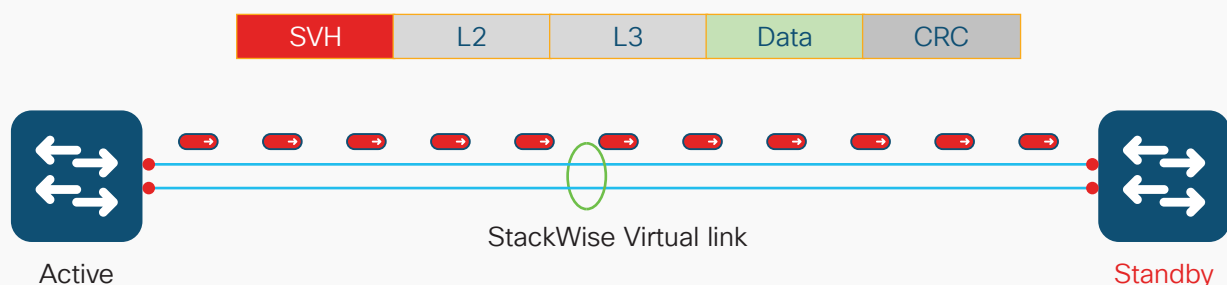 SVH L2 L3 Data CRC
StackWise Virtual link
Active Standby